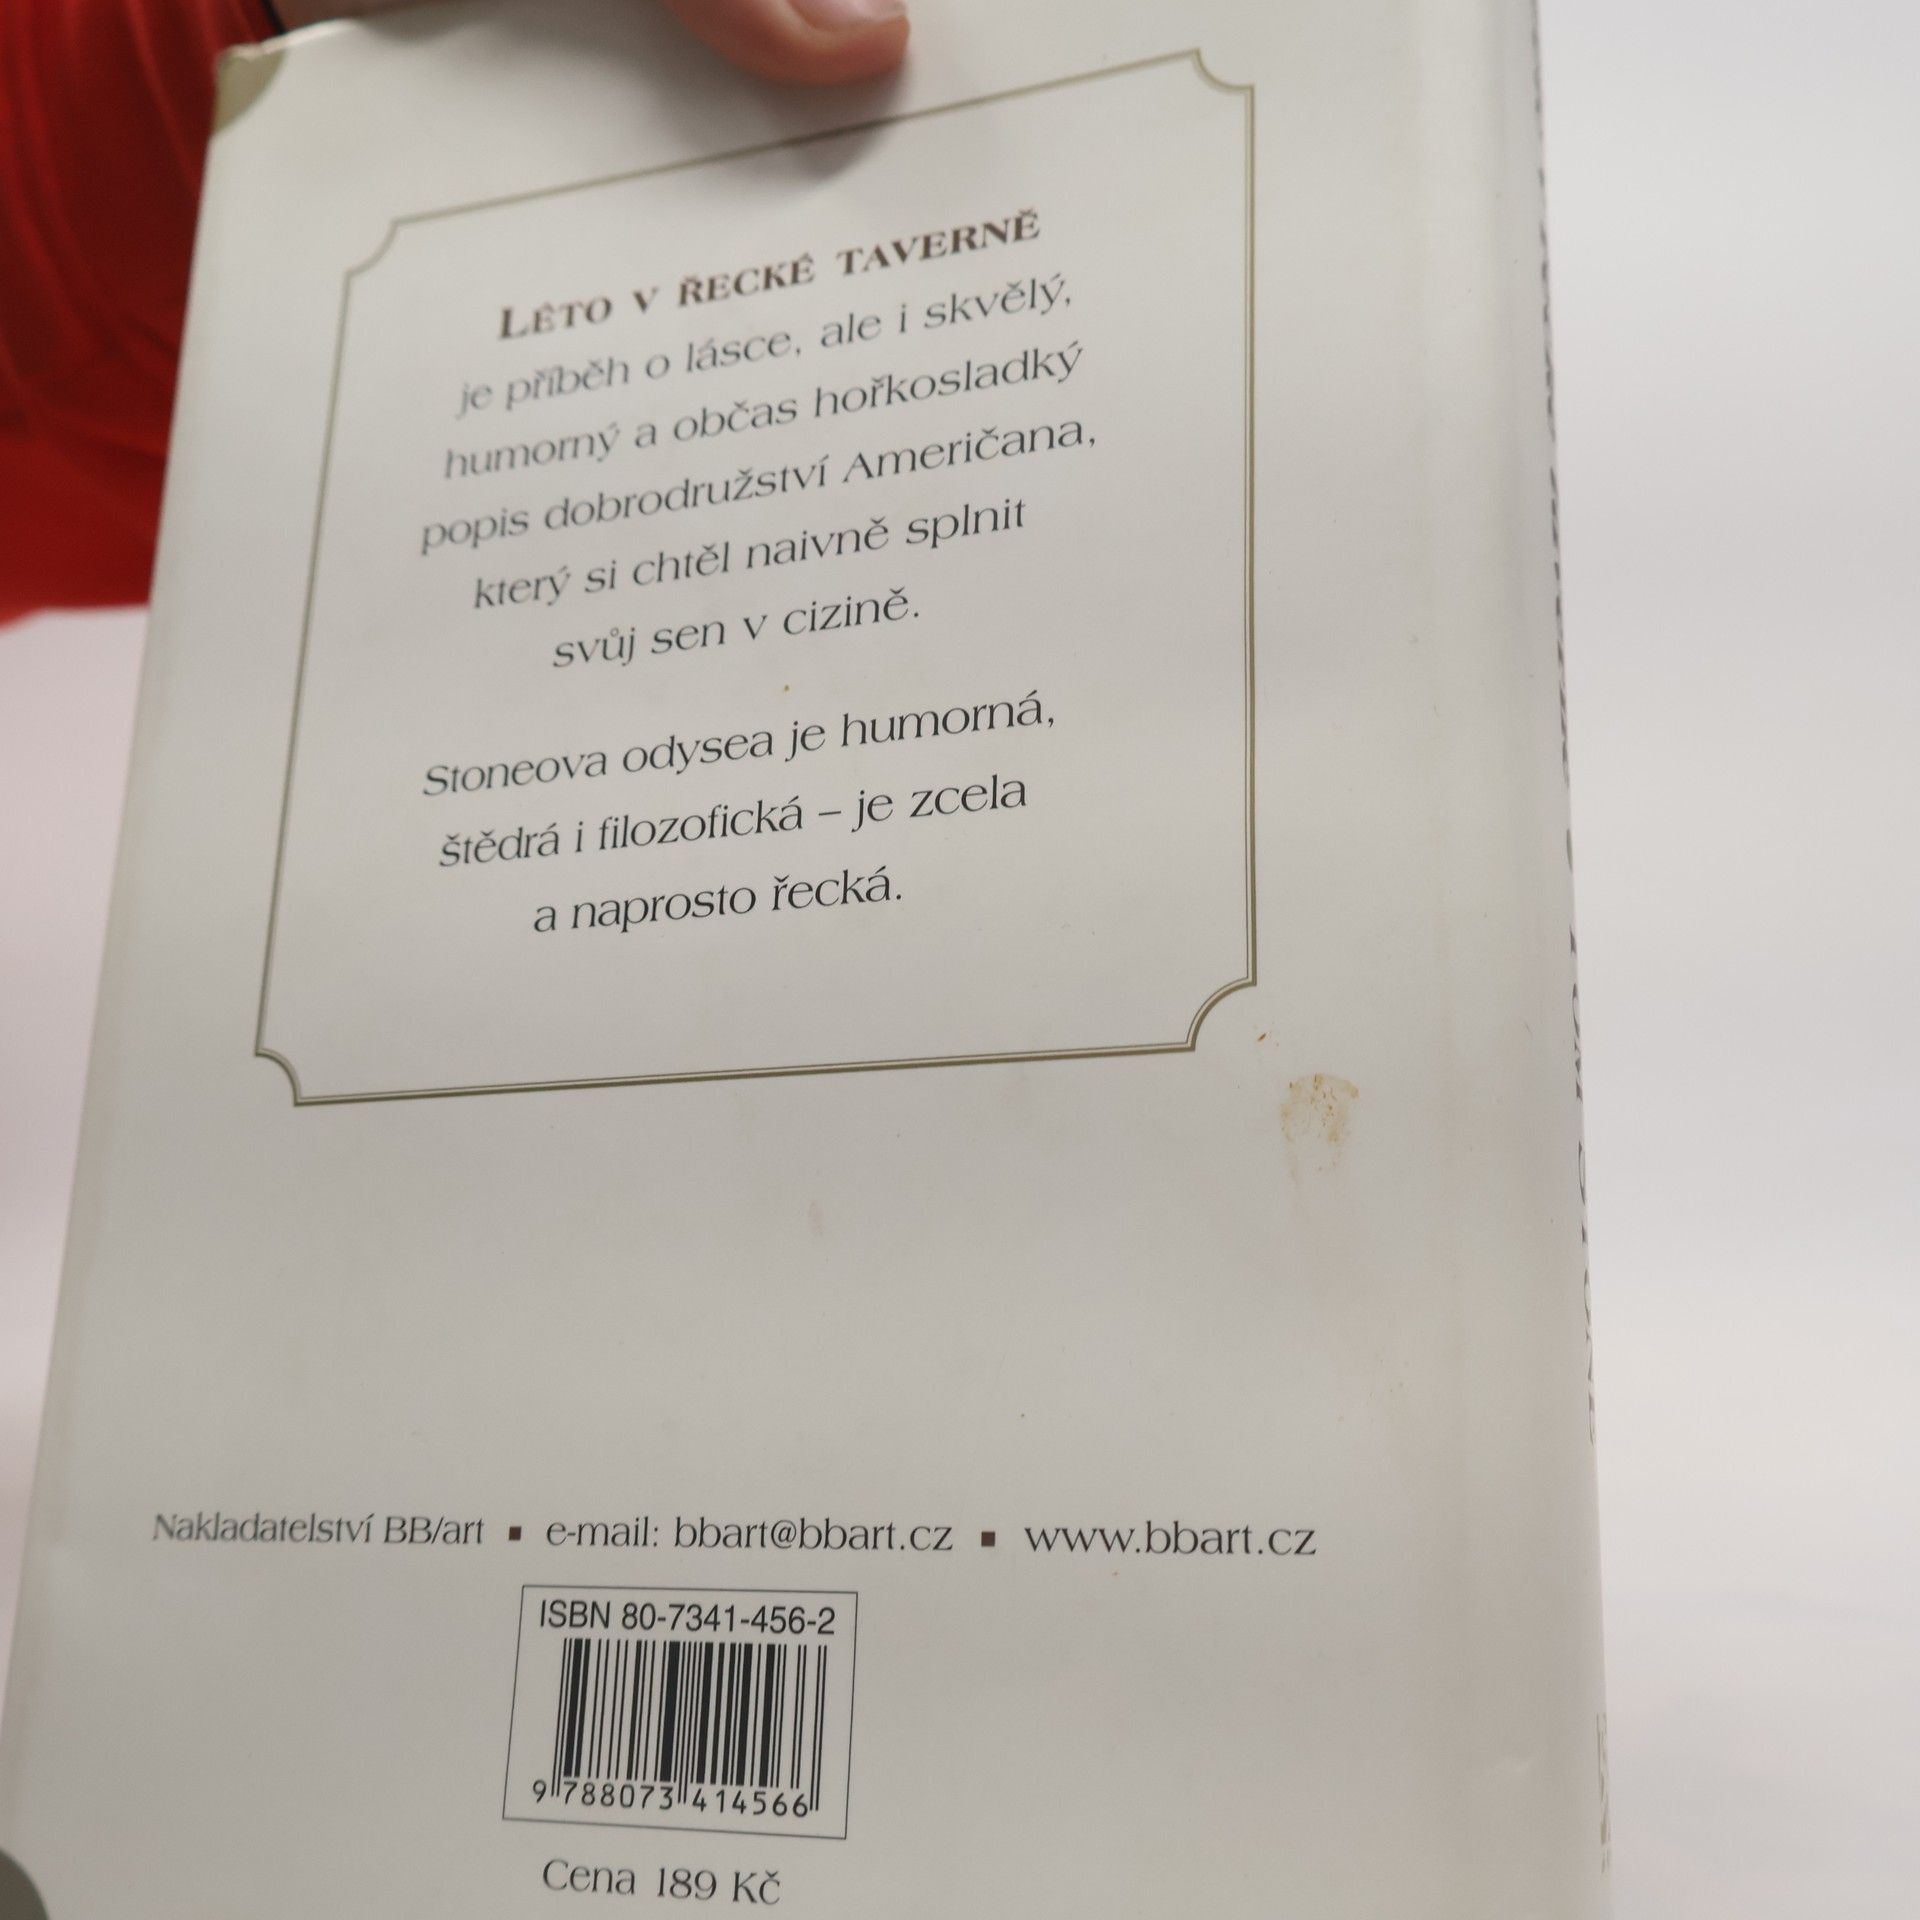 LÉTO V ŘECKÉ TAVERNĚ
je příběh o lásce, ale i skvělý,
humorný a občas hořkosladký
popis dobrodružství Američana,
který si chtěl naivně splnit
svůj sen v cizině.
Stoneova odysea je humorná,
štědrá i filozofická – je zcela
a naprosto řecká.
Nakladatelství BB/art ▪ e-mail: bbart@bbart.cz ▪ www.bbart.cz
ISBN 80-7341-456-2
9 788073 414566
Cena 189 Kč